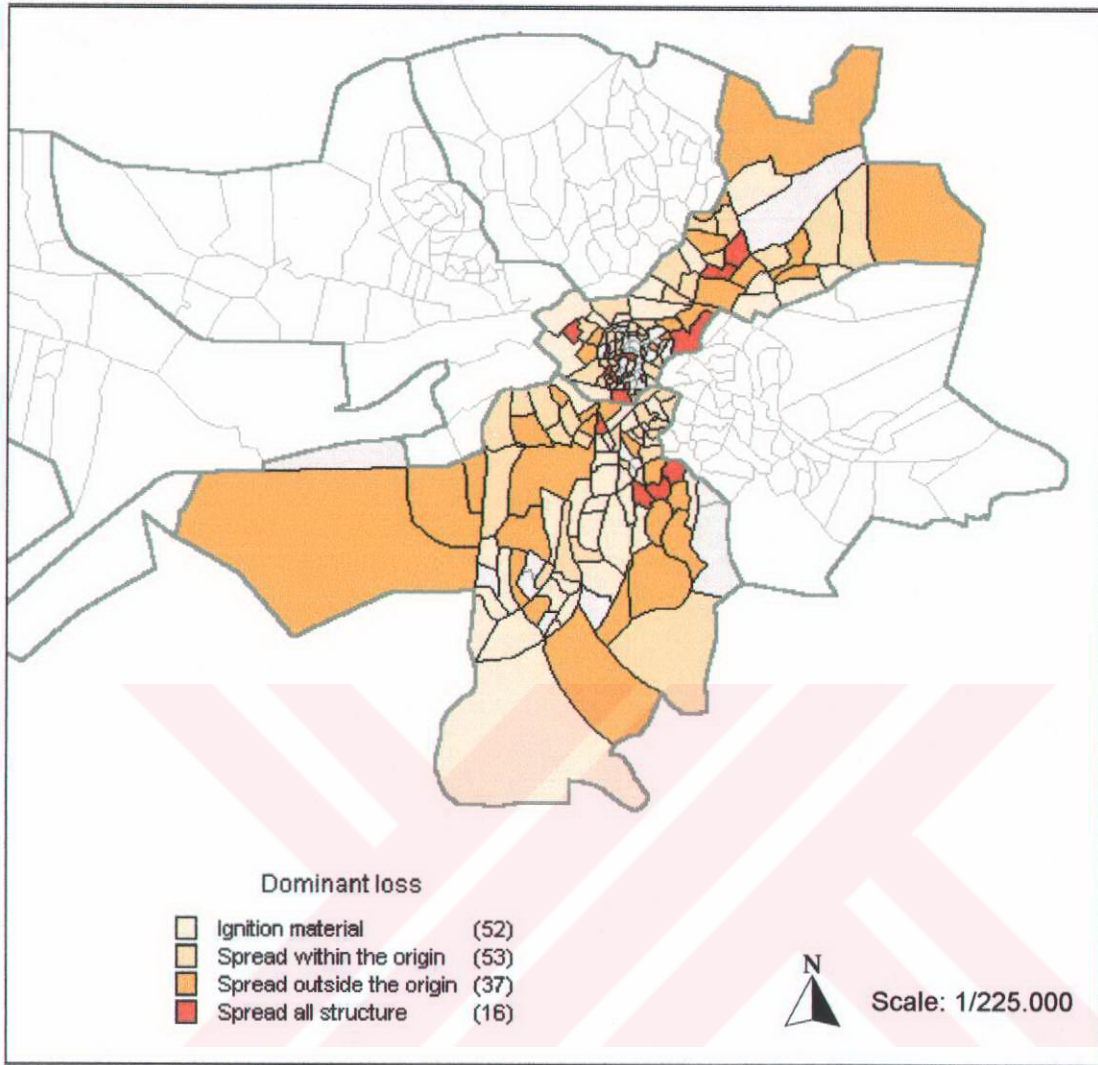 Dominant loss
Ignition material (52)
Spread within the origin (53)
Spread outside the origin (37)
Spread all structure (16)
N
Scale: 1/225.000